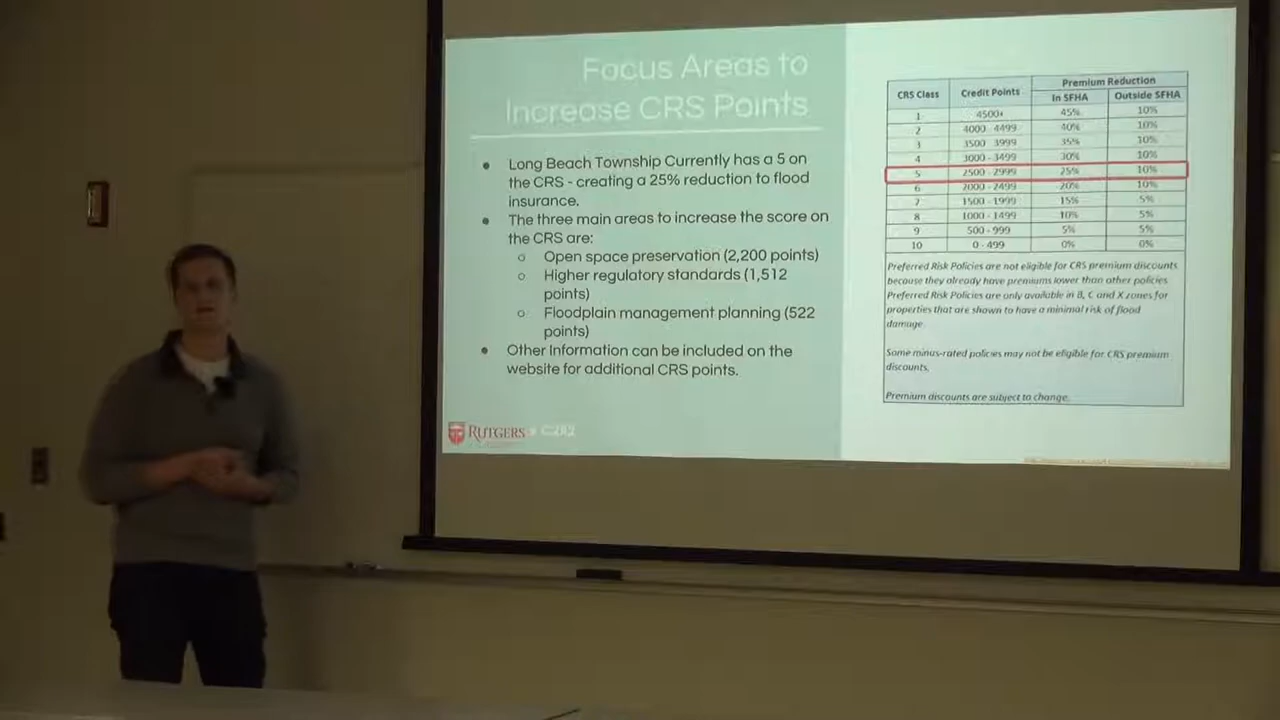 Focus Areas to
Increase CRS Points
● Long Beach Township Currently has a 5 on
the CRS - creating a 25% reduction to flood
insurance.
● The three main areas to increase the score on
the CRS are:
○ Open space preservation (2,200 points)
○ Higher regulatory standards (1,512
points)
○ Floodplain management planning (522
points)
● Other Information can be included on the
website for additional CRS points.
RUTGERS
CRS Class Credit Points Premium Reduction
In SFHA Outside SFHA
1 4500+ 45% 10%
2 4000 - 4499 40% 10%
3 3500 - 3999 35% 10%
4 3000 - 3499 30% 10%
5 2500 - 2999 25% 10%
6 2000 - 2499 20% 10%
7 1500 - 1999 15% 5%
8 1000 - 1499 10% 5%
9 500 - 999 5% 5%
10 0 - 499 0% 0%
Preferred Risk Policies are not eligible for CRS premium discounts
because they already have premiums lower than other policies.
Preferred Risk Policies are only available in B, C and X zones for
properties that are shown to have a minimal risk of flood
damage.
Some minus-rated policies may not be eligible for CRS premium
discounts.
Premium discounts are subject to change.